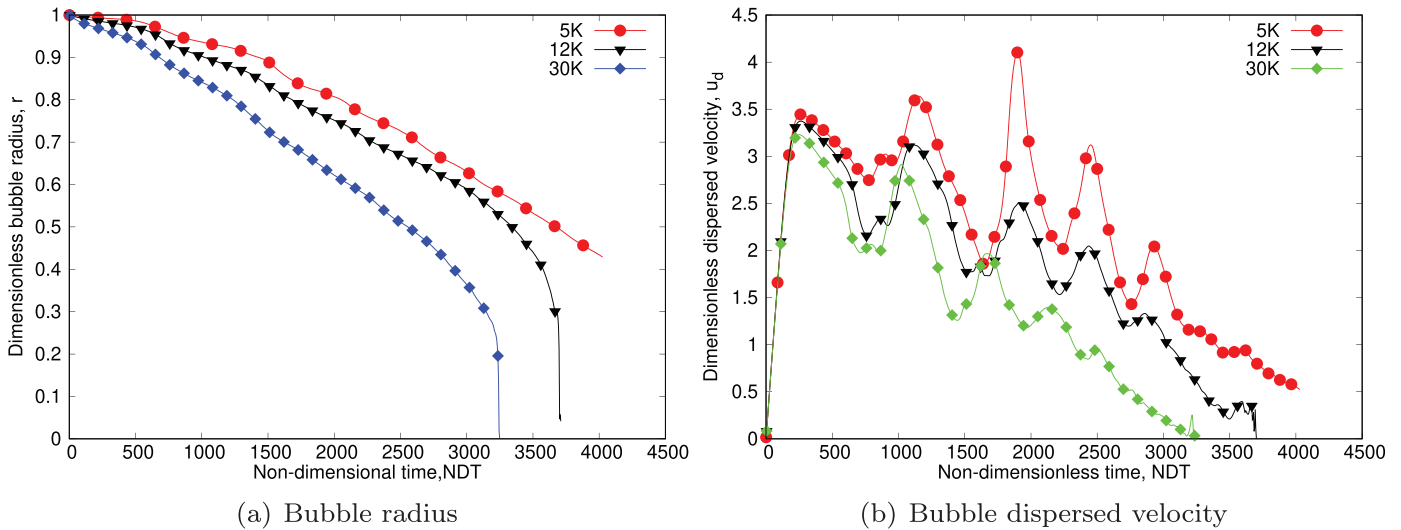 Dimensionless bubble radius, r
1
0.9
0.8
0.7
0.6
0.5
0.4
0.3
0.2
0.1
0
0 500 1000 1500 2000 2500 3000 3500 4000 4500
Non-dimensional time,NDT
5K
12K
30K
(a) Bubble radius
Dimensionless dispersed velocity, u_d
4.5
4
3.5
3
2.5
2
1.5
1
0.5
0
0 500 1000 1500 2000 2500 3000 3500 4000 4500
Non-dimensionless time, NDT
5K
12K
30K
(b) Bubble dispersed velocity